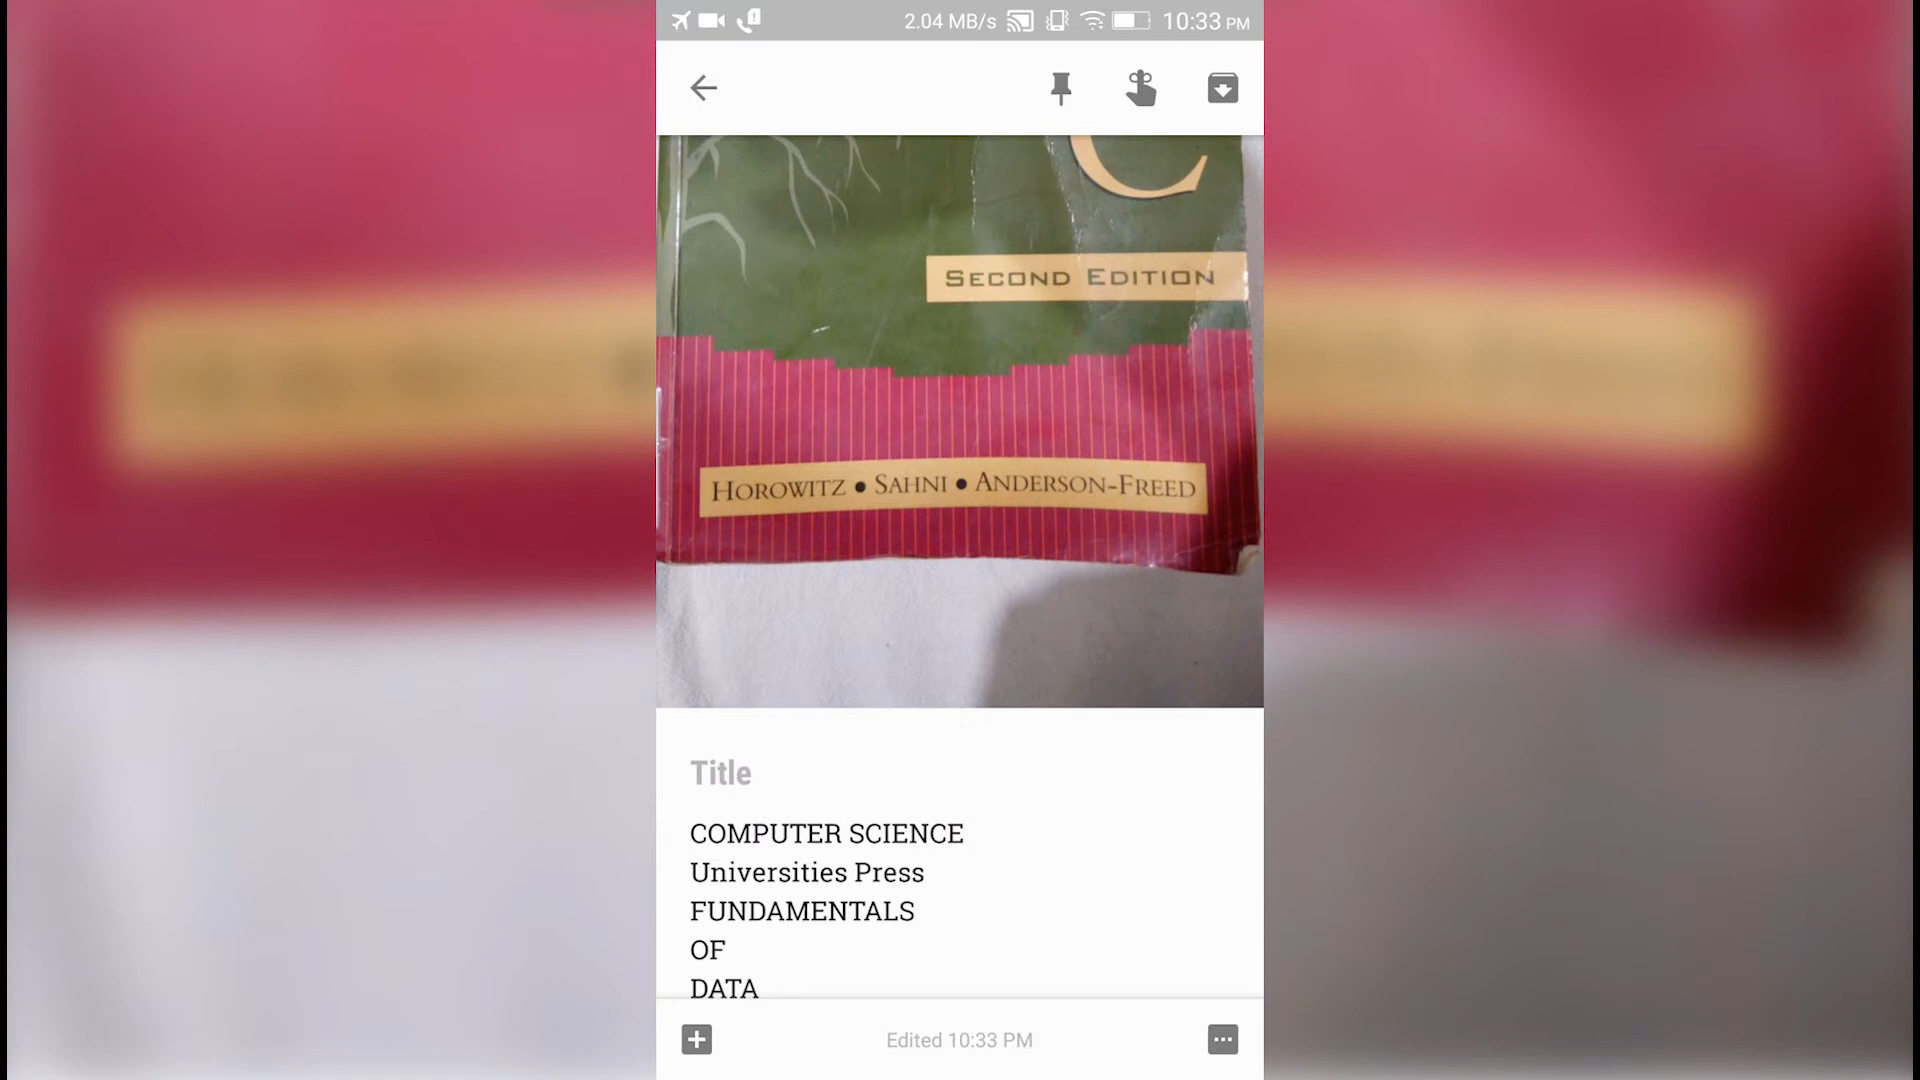 2.04 MB/s 10:33 PM
C
SECOND EDITION
HOROWITZ • SAHNI • ANDERSON-FREED
Title
COMPUTER SCIENCE
Universities Press
FUNDAMENTALS
OF
DATA
Edited 10:33 PM